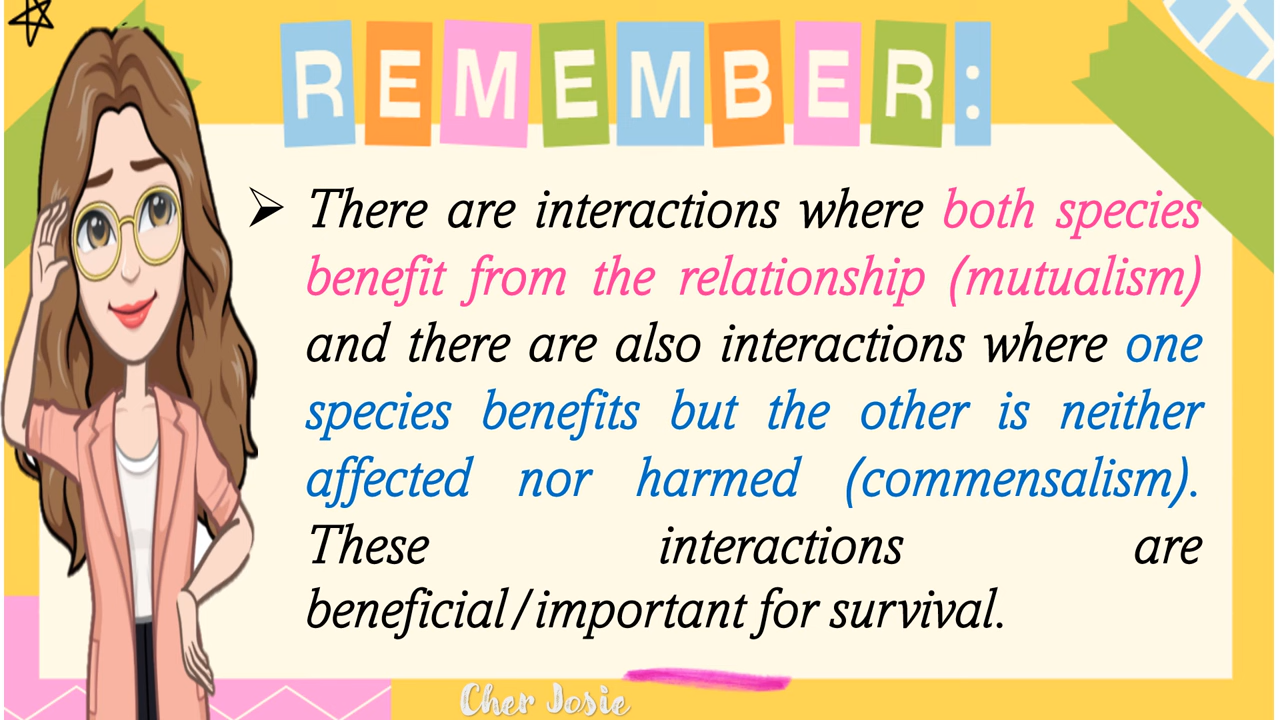 REMEMBER:
➢ There are interactions where both species
benefit from the relationship (mutualism)
and there are also interactions where one
species benefits but the other is neither
affected nor harmed (commensalism).
These interactions are
beneficial/important for survival.
Cher Josie